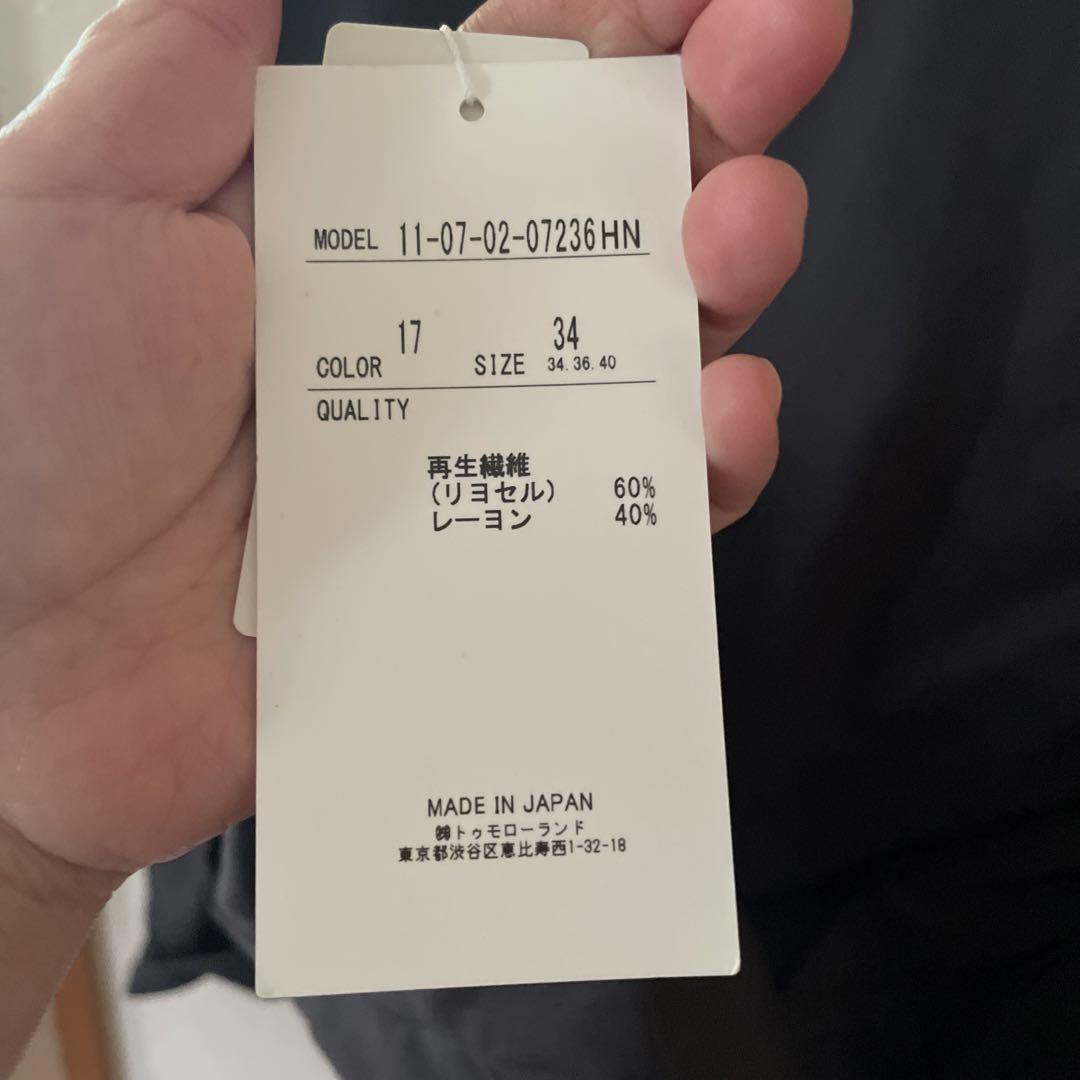 MODEL 11-07-02-07236HN
17 34
COLOR SIZE 34. 36. 40
QUALITY
再生繊維
(リヨセル) 60%
レーヨン 40%
MADE IN JAPAN
㈱トゥモローランド
東京都渋谷区恵比寿西1-32-18